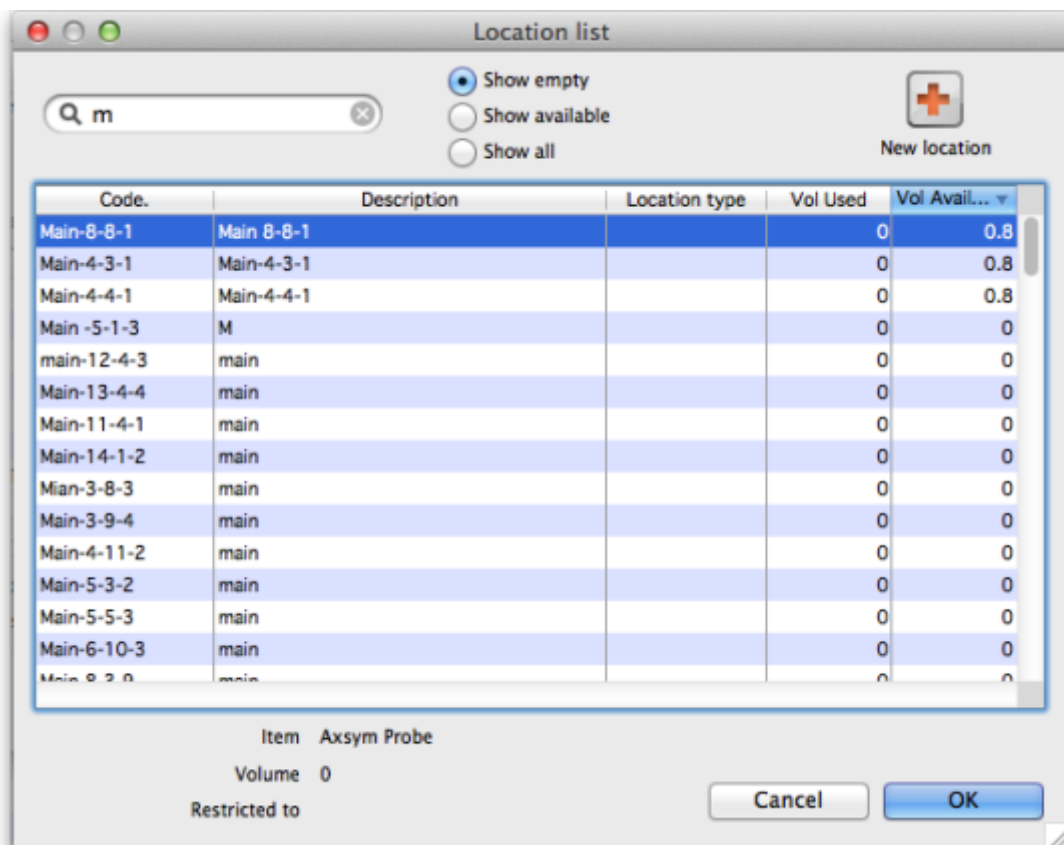 Location list
m
Show empty
Show available
Show all
New location
Code. Description Location type Vol Used Vol Avail...
Main-8-8-1 Main 8-8-1 0 0.8
Main-4-3-1 Main-4-3-1 0 0.8
Main-4-4-1 Main-4-4-1 0 0.8
Main -5-1-3 M 0 0
main-12-4-3 main 0 0
Main-13-4-4 main 0 0
Main-11-4-1 main 0 0
Main-14-1-2 main 0 0
Mian-3-8-3 main 0 0
Main-3-9-4 main 0 0
Main-4-11-2 main 0 0
Main-5-3-2 main 0 0
Main-5-5-3 main 0 0
Main-6-10-3 main 0 0
main 0 0
Item Axsym Probe
Volume 0
Restricted to
Cancel OK